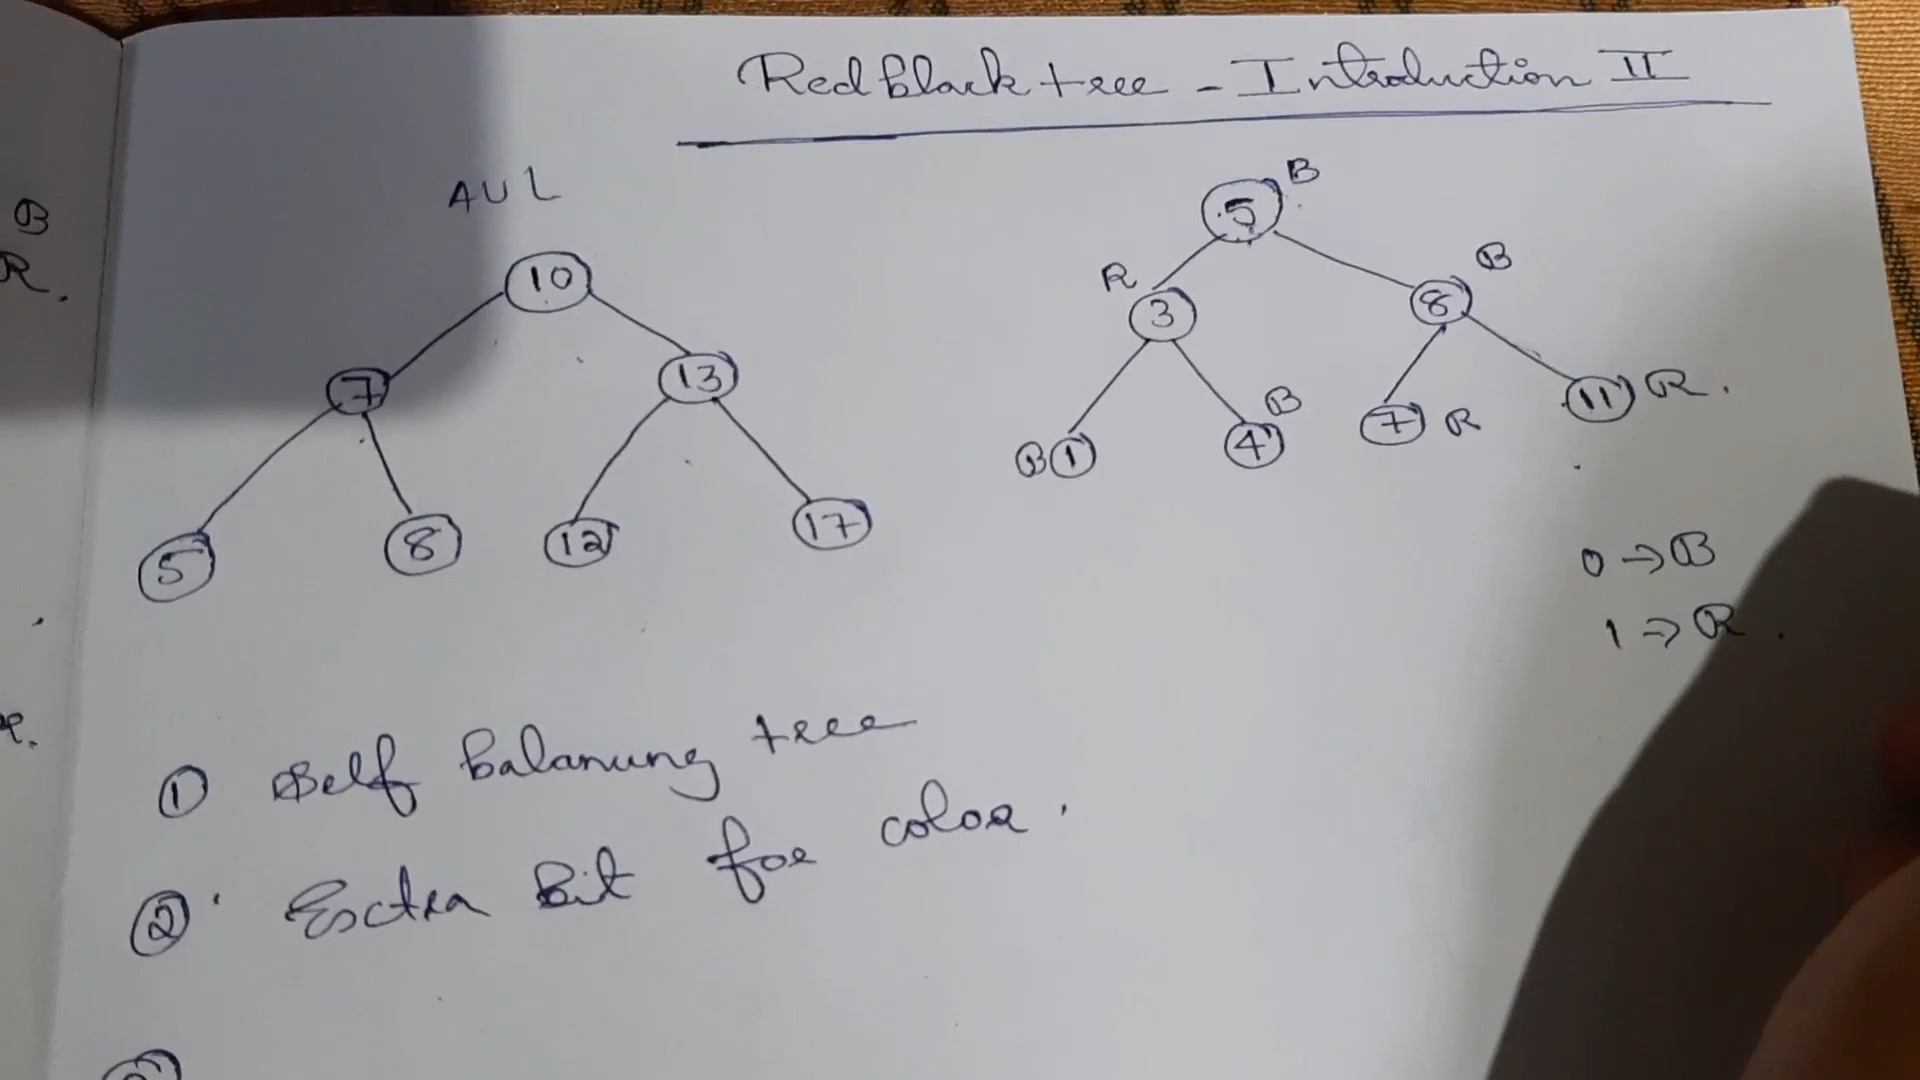 Red black tree - Introduction II
B
R.
AVL
10
7
13
5
8
12
17
5 B
R 3
8 B
B 1
4 B
7 R
11 R.
0 → B
1 ⇒ R.
① Self balancing tree
② Extra bit for color.